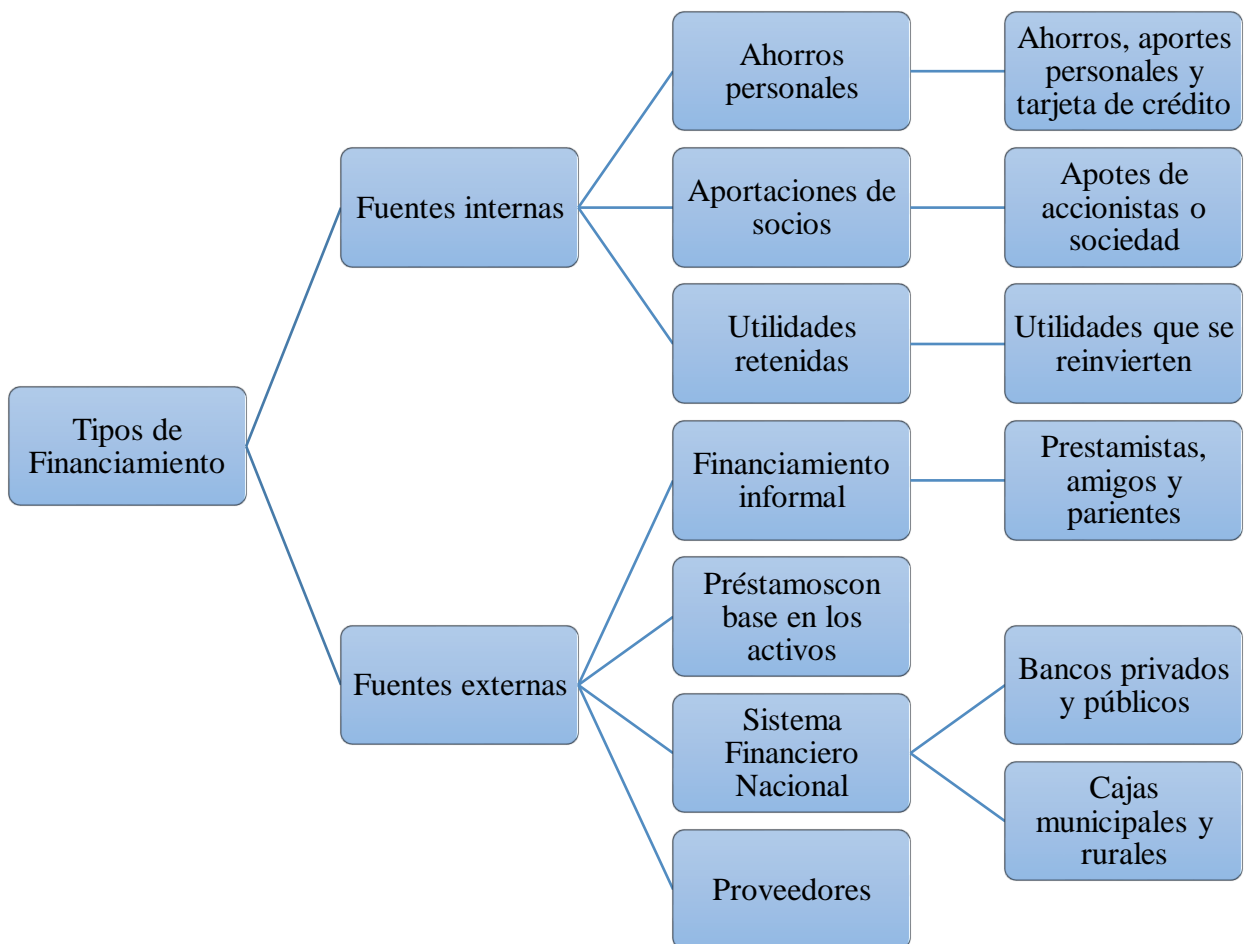 Tipos de
Financiamiento
Fuentes internas
Ahorros
personales
Ahorros, aportes
personales y
tarjeta de crédito
Aportaciones de
socios
Apotes de
accionistas o
sociedad
Utilidades
retenidas
Utilidades que se
reinvierten
Fuentes externas
Financiamiento
informal
Prestamistas,
amigos y
parientes
Préstamoscon
base en los
activos
Sistema
Financiero
Nacional
Bancos privados
y públicos
Cajas
municipales y
rurales
Proveedores